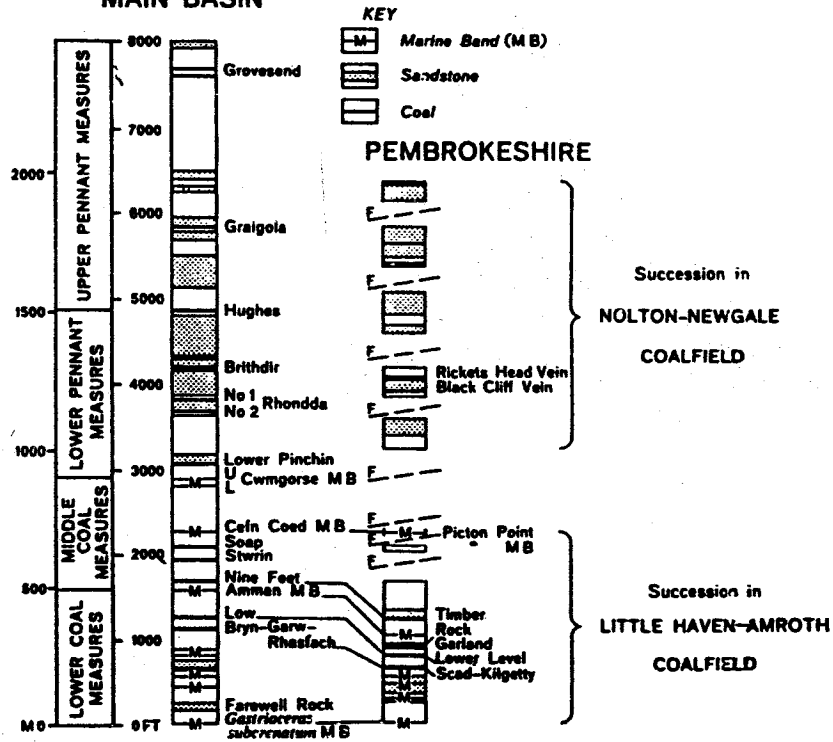 MAIN BASIN
KEY
M Marine Band (M B)
Sandstone
Coal
PEMBROKESHIRE
UPPER PENNANT MEASURES
LOWER PENNANT MEASURES
MIDDLE COAL MEASURES
LOWER COAL MEASURES
2000
1500
1000
500
M 0
8000
7000
6000
5000
4000
3000
2000
1000
0 FT
Grovesend
Graigola
Hughes
Brithdir
No 1
No 2
Rhondda
Lower Pinchin
U
L
Cwmgorse M B
M
Cefn Coed M B
M
Soap
Stwrin
Nine Feet
Amman M B
M
Low
Bryn-Garw-
Rhasfach
M
M
M
Farewell Rock
Gastrioceras
subcrenatum M B
M
F
F
F
Rickets Head Vein
Black Cliff Vein
F
F
F
F
M
Picton Point
" M B
F
Timber
Rock
M
Garland
Lower Level
Scad-Kilgetty
M
M
M
Succession in
NOLTON-NEWGALE
COALFIELD
Succession in
LITTLE HAVEN-AMROTH
COALFIELD